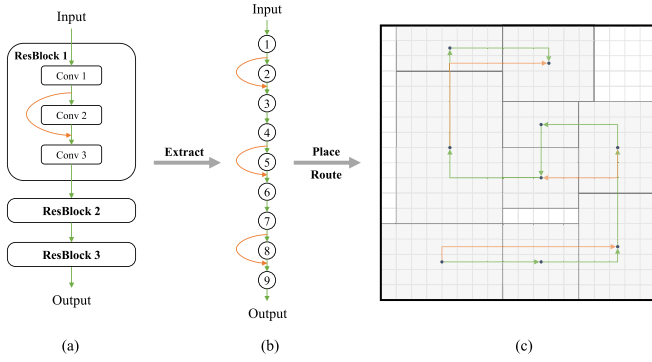 Input
ResBlock 1
Conv 1
Conv 2
Conv 3
ResBlock 2
ResBlock 3
Output
(a)
Extract
Input
1
2
3
4
5
6
7
8
9
Output
(b)
Place
Route
(c)